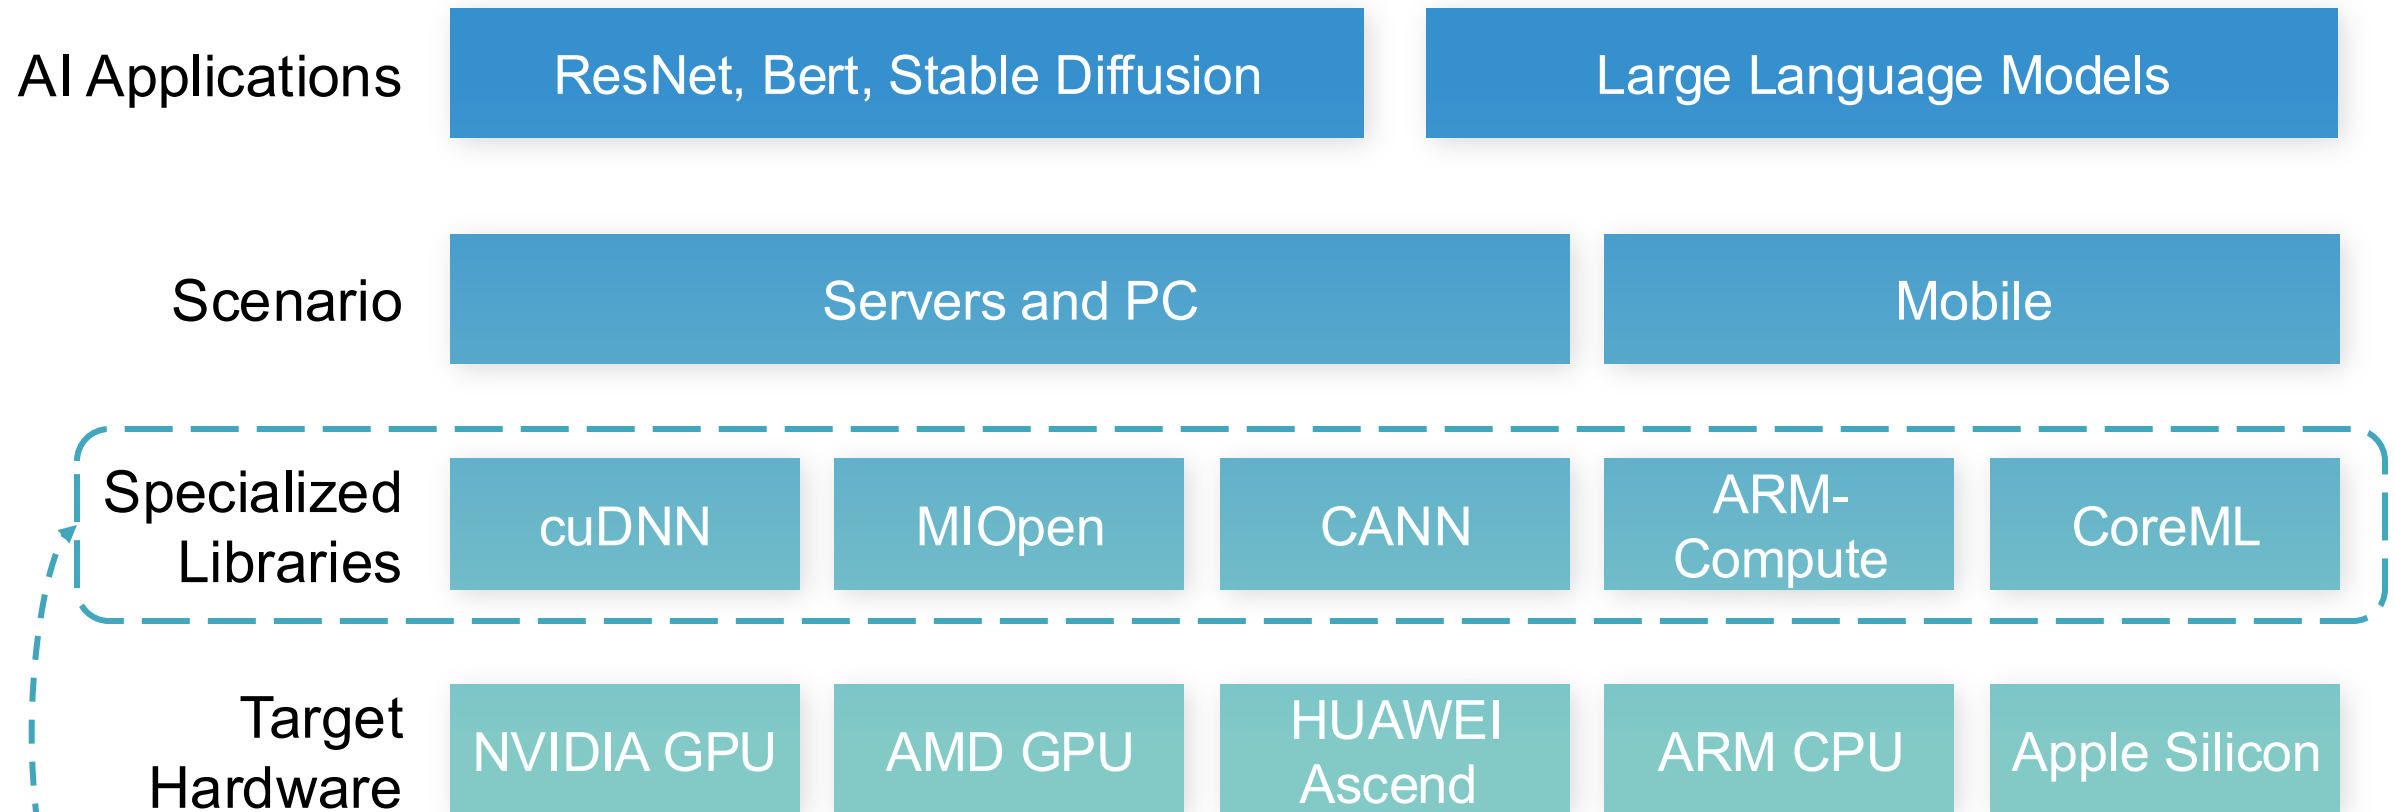 AI Applications
ResNet, Bert, Stable Diffusion
Large Language Models
Scenario
Servers and PC
Mobile
Specialized
Libraries
cuDNN
MIOpen
CANN
ARM-
Compute
CoreML
Target
Hardware
NVIDIA GPU
AMD GPU
HUAWEI
Ascend
ARM CPU
Apple Silicon